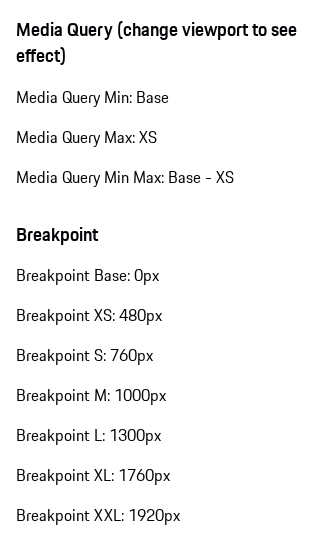 Media Query (change viewport to see
effect)
Media Query Min: Base
Media Query Max: XS
Media Query Min Max: Base - XS
Breakpoint
Breakpoint Base: 0px
Breakpoint XS: 480px
Breakpoint S: 760px
Breakpoint M: 1000px
Breakpoint L: 1300px
Breakpoint XL: 1760px
Breakpoint XXL: 1920px